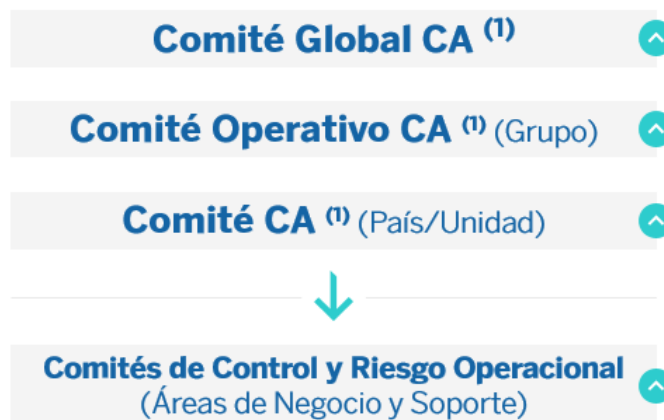 Comité Global CA (1)
Comité Operativo CA (1) (Grupo)
Comité CA (1) (País/Unidad)
Comités de Control y Riesgo Operacional
(Áreas de Negocio y Soporte)